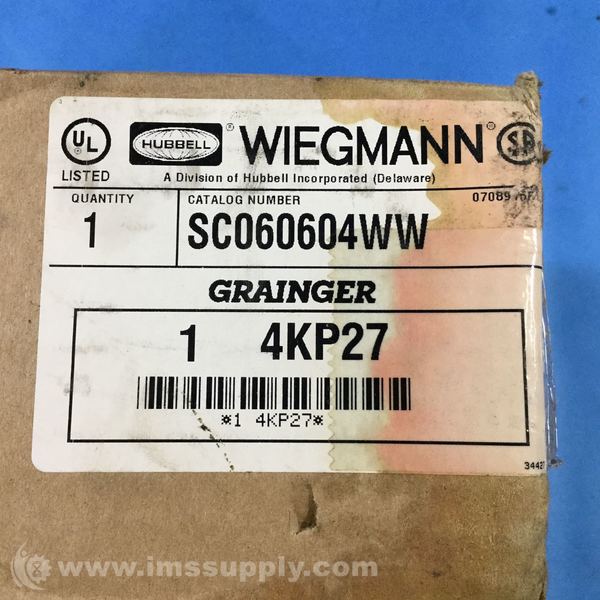 UL HUBBELL ® WIEGMANN ® SA
LISTED
A Division of Hubbell Incorporated (Delaware)
QUANTITY CATALOG NUMBER
1 SC060604WW
GRAINGER
1 4KP27
*1 4KP27*
www.imssupply.com